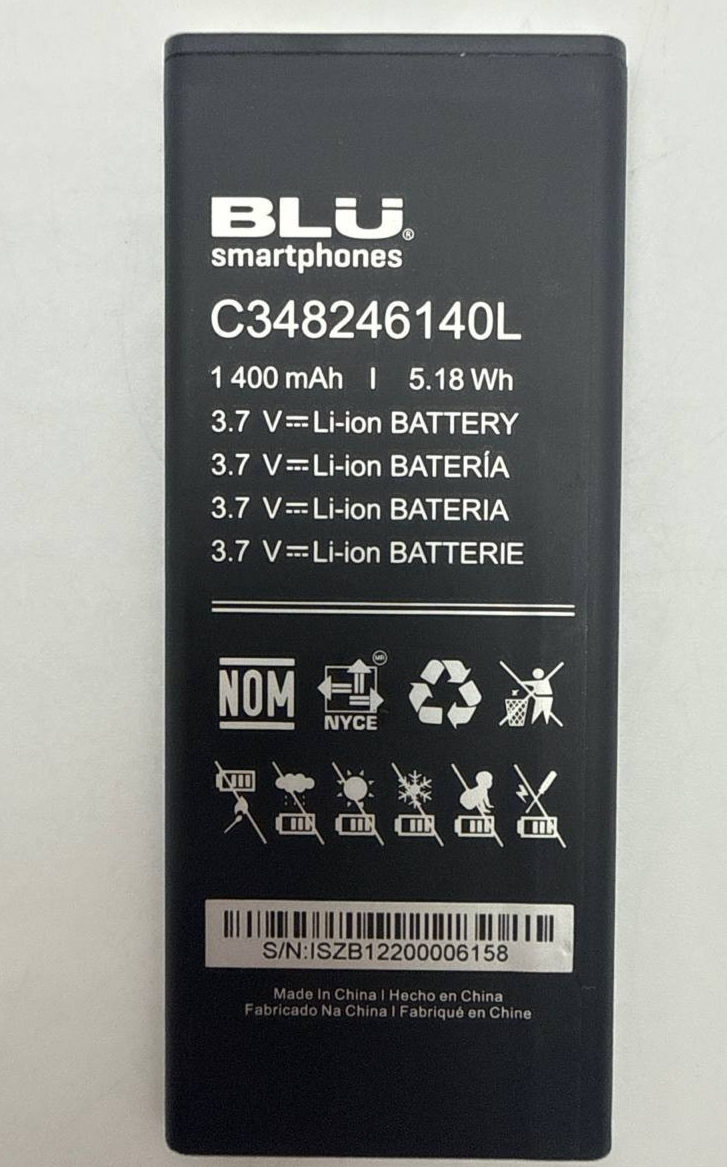 BLU®
smartphones
C348246140L
1 400 mAh | 5.18 Wh
3.7 V⎓Li-ion BATTERY
3.7 V⎓Li-ion BATERÍA
3.7 V⎓Li-ion BATERIA
3.7 V⎓Li-ion BATTERIE
MR
NOM NYCE
S/N:ISZB12200006158
Made In China | Hecho en China
Fabricado Na China | Fabriqué en Chine